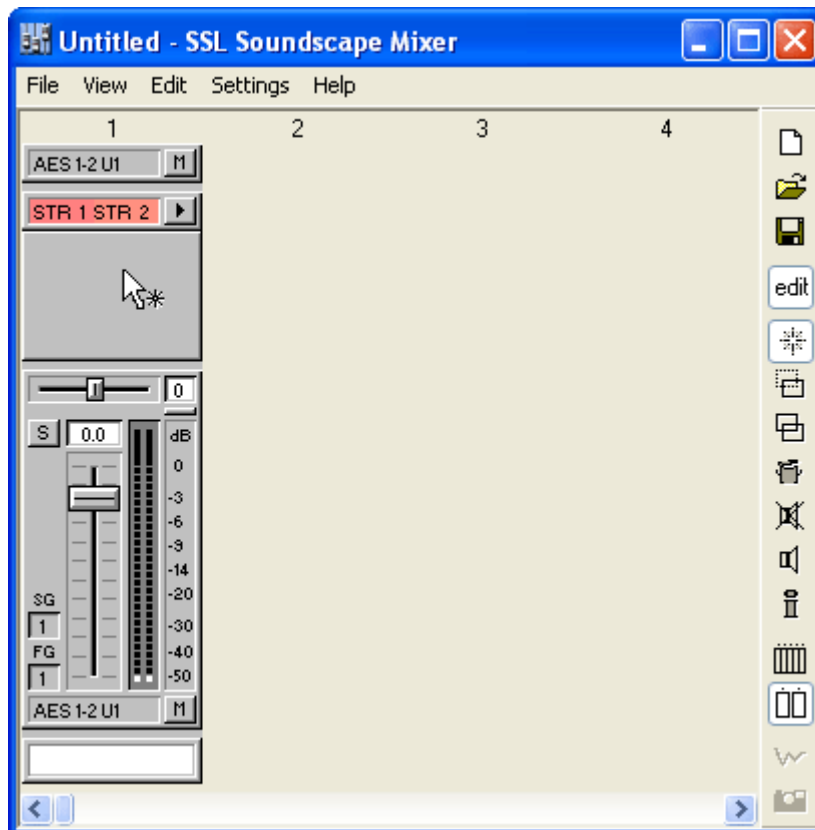 Untitled - SSL Soundscape Mixer
File View Edit Settings Help
1 2 3 4
AES 1-2 U1 M
STR 1 STR 2
edit
0
S 0.0 dB
0
-3
-6
-9
-14
-20
SG
1
-30
FG
-40
1
-50
AES 1-2 U1 M